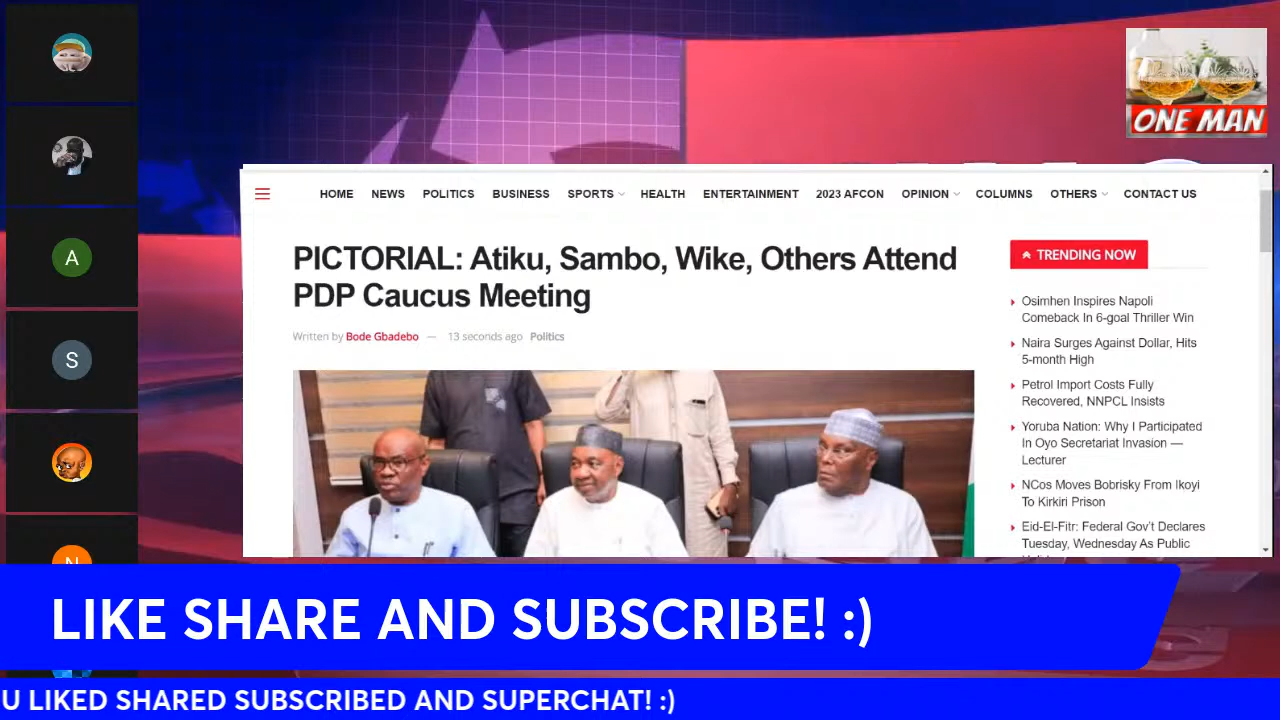 ONE MAN
HOME NEWS POLITICS BUSINESS SPORTS HEALTH ENTERTAINMENT 2023 AFCON OPINION COLUMNS OTHERS CONTACT US
PICTORIAL: Atiku, Sambo, Wike, Others Attend
PDP Caucus Meeting
Written by Bode Gbadebo — 13 seconds ago Politics
TRENDING NOW
Osimhen Inspires Napoli
Comeback In 6-goal Thriller Win
Naira Surges Against Dollar, Hits
5-month High
Petrol Import Costs Fully
Recovered, NNPCL Insists
Yoruba Nation: Why I Participated
In Oyo Secretariat Invasion —
Lecturer
NCos Moves Bobrisky From Ikoyi
To Kirkiri Prison
Eid-El-Fitr: Federal Gov't Declares
Tuesday, Wednesday As Public
A
S
N
LIKE SHARE AND SUBSCRIBE! :)
U LIKED SHARED SUBSCRIBED AND SUPERCHAT! :)